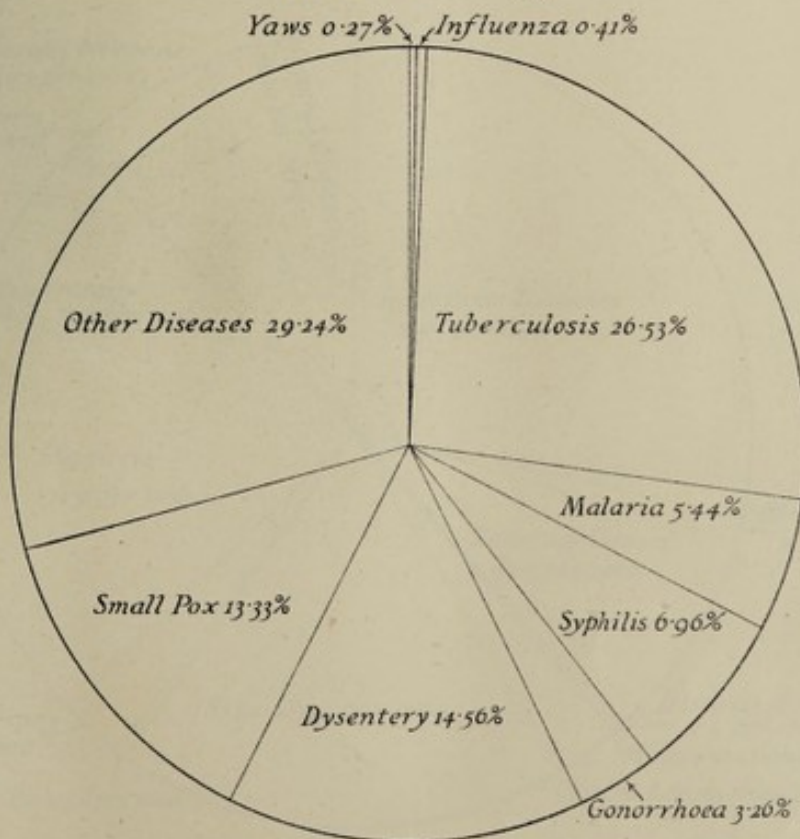 Yaws 0·27%
Influenza 0·41%
Other Diseases 29·24%
Tuberculosis 26·53%
Malaria 5·44%
Small Pox 13·33%
Syphilis 6·96%
Dysentery 14·56%
Gonorrhoea 3·26%